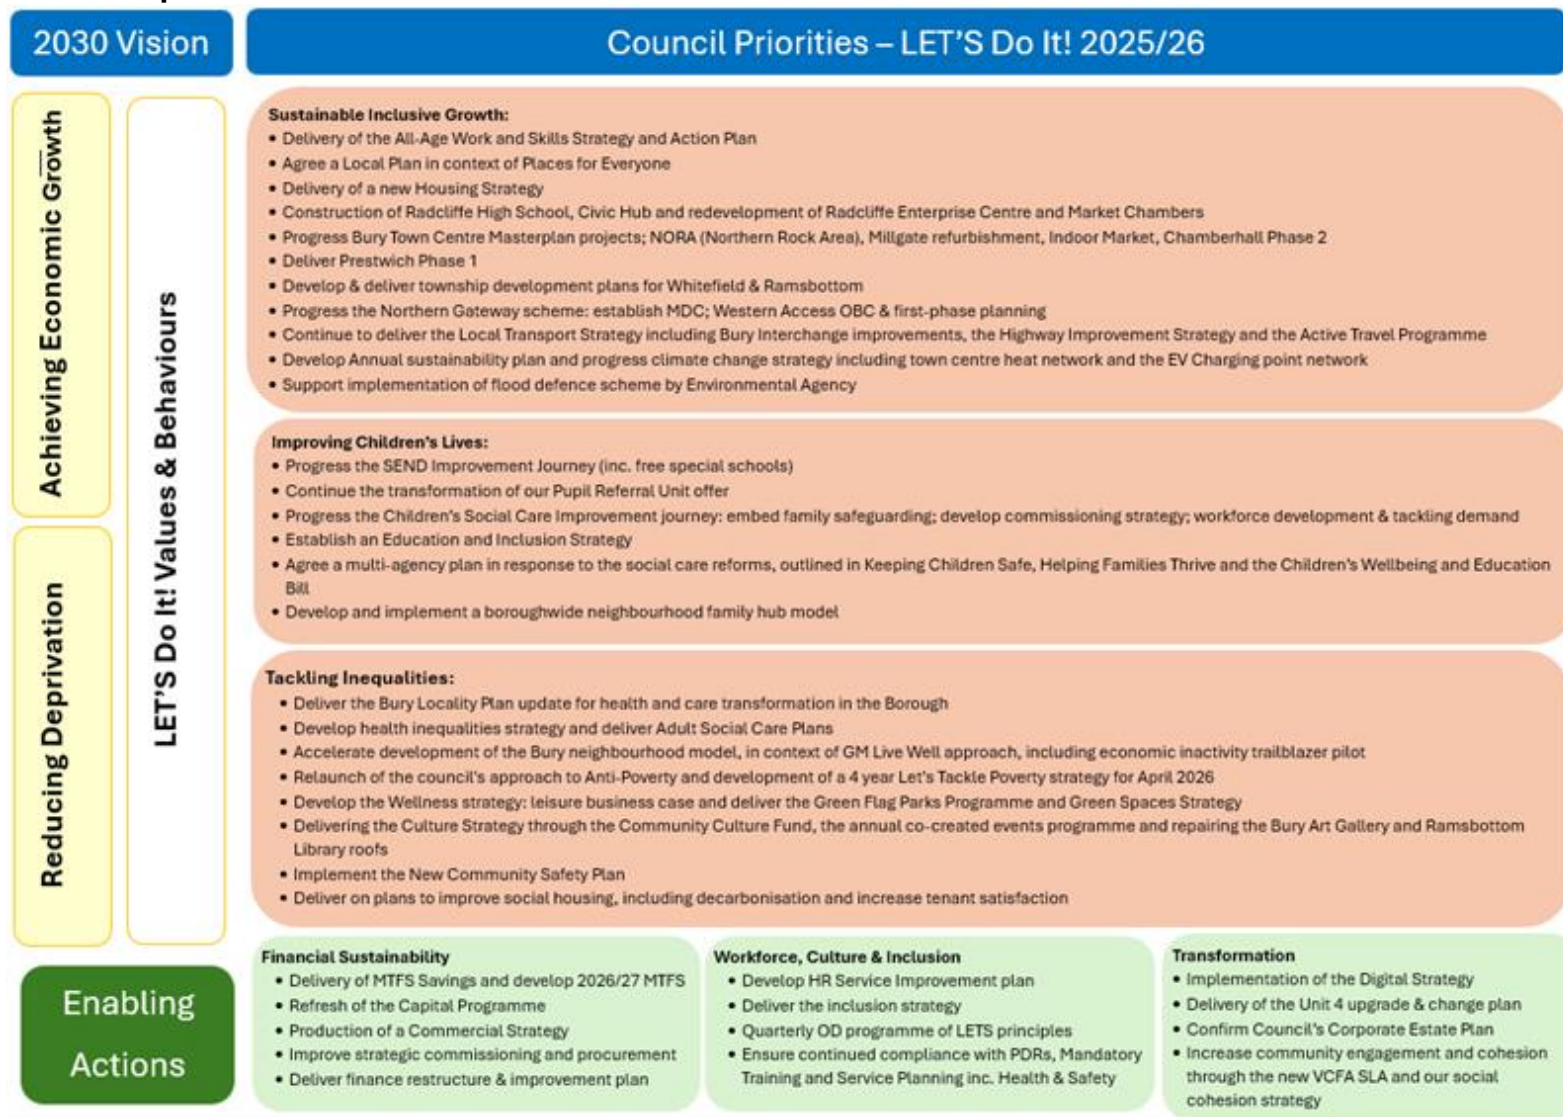 2030 Vision
Council Priorities – LET'S Do It! 2025/26
Achieving Economic Growth
Reducing Deprivation
LET'S Do It! Values & Behaviours
Sustainable Inclusive Growth:
• Delivery of the All-Age Work and Skills Strategy and Action Plan
• Agree a Local Plan in context of Places for Everyone
• Delivery of a new Housing Strategy
• Construction of Radcliffe High School, Civic Hub and redevelopment of Radcliffe Enterprise Centre and Market Chambers
• Progress Bury Town Centre Masterplan projects; NORA (Northern Rock Area), Millgate refurbishment, Indoor Market, Chamberhall Phase 2
• Deliver Prestwich Phase 1
• Develop & deliver township development plans for Whitefield & Ramsbottom
• Progress the Northern Gateway scheme: establish MDC; Western Access OBC & first-phase planning
• Continue to deliver the Local Transport Strategy including Bury Interchange improvements, the Highway Improvement Strategy and the Active Travel Programme
• Develop Annual sustainability plan and progress climate change strategy including town centre heat network and the EV Charging point network
• Support implementation of flood defence scheme by Environmental Agency
Improving Children's Lives:
• Progress the SEND Improvement Journey (inc. free special schools)
• Continue the transformation of our Pupil Referral Unit offer
• Progress the Children's Social Care Improvement journey: embed family safeguarding; develop commissioning strategy; workforce development & tackling demand
• Establish an Education and Inclusion Strategy
• Agree a multi-agency plan in response to the social care reforms, outlined in Keeping Children Safe, Helping Families Thrive and the Children's Wellbeing and Education
Bill
• Develop and implement a boroughwide neighbourhood family hub model
Tackling Inequalities:
• Deliver the Bury Locality Plan update for health and care transformation in the Borough
• Develop health inequalities strategy and deliver Adult Social Care Plans
• Accelerate development of the Bury neighbourhood model, in context of GM Live Well approach, including economic inactivity trailblazer pilot
• Relaunch of the council's approach to Anti-Poverty and development of a 4 year Let's Tackle Poverty strategy for April 2026
• Develop the Wellness strategy: leisure business case and deliver the Green Flag Parks Programme and Green Spaces Strategy
• Delivering the Culture Strategy through the Community Culture Fund, the annual co-created events programme and repairing the Bury Art Gallery and Ramsbottom
Library roofs
• Implement the New Community Safety Plan
• Deliver on plans to improve social housing, including decarbonisation and increase tenant satisfaction
Enabling
Actions
Financial Sustainability
• Delivery of MTFS Savings and develop 2026/27 MTFS
• Refresh of the Capital Programme
• Production of a Commercial Strategy
• Improve strategic commissioning and procurement
• Deliver finance restructure & improvement plan
Workforce, Culture & Inclusion
• Develop HR Service Improvement plan
• Deliver the inclusion strategy
• Quarterly OD programme of LETS principles
• Ensure continued compliance with PDRs, Mandatory
Training and Service Planning inc. Health & Safety
Transformation
• Implementation of the Digital Strategy
• Delivery of the Unit 4 upgrade & change plan
• Confirm Council's Corporate Estate Plan
• Increase community engagement and cohesion
through the new VCFA SLA and our social
cohesion strategy